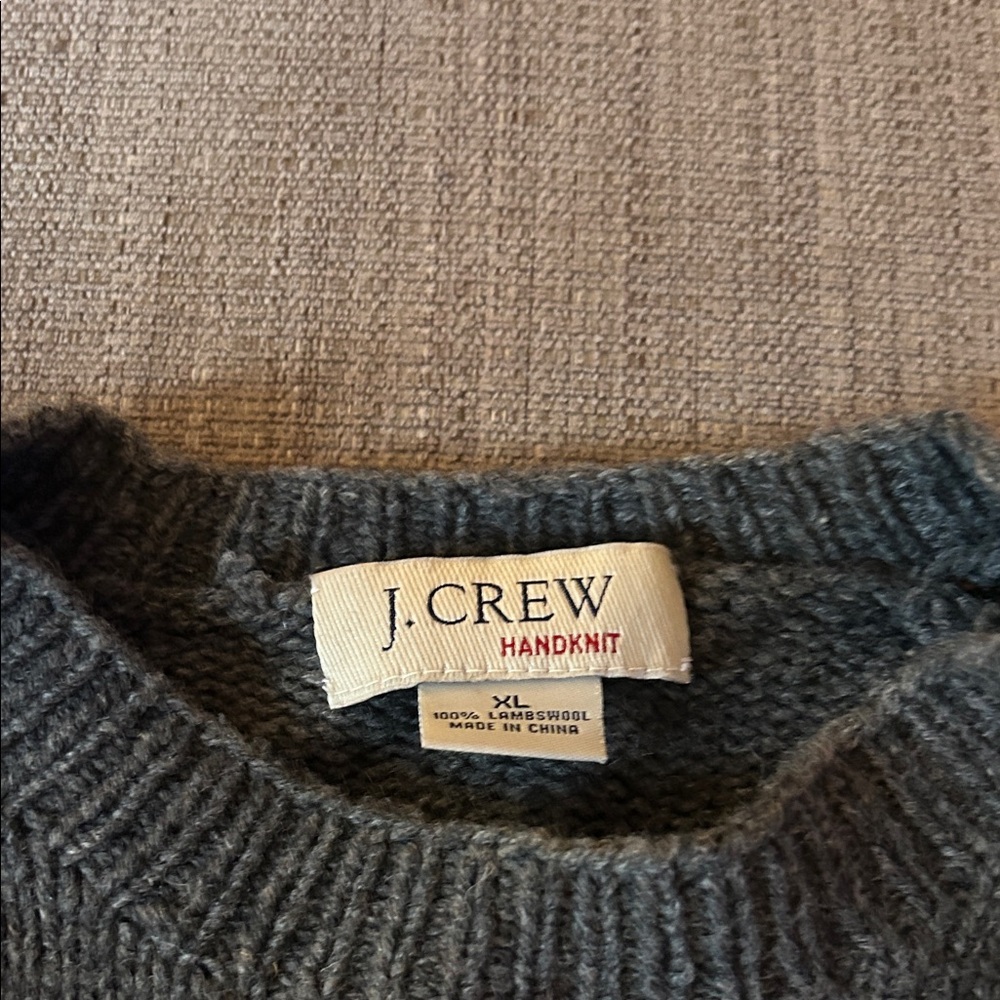 J. CREW
HANDKNIT
XL
100% LAMBSWOOL
MADE IN CHINA